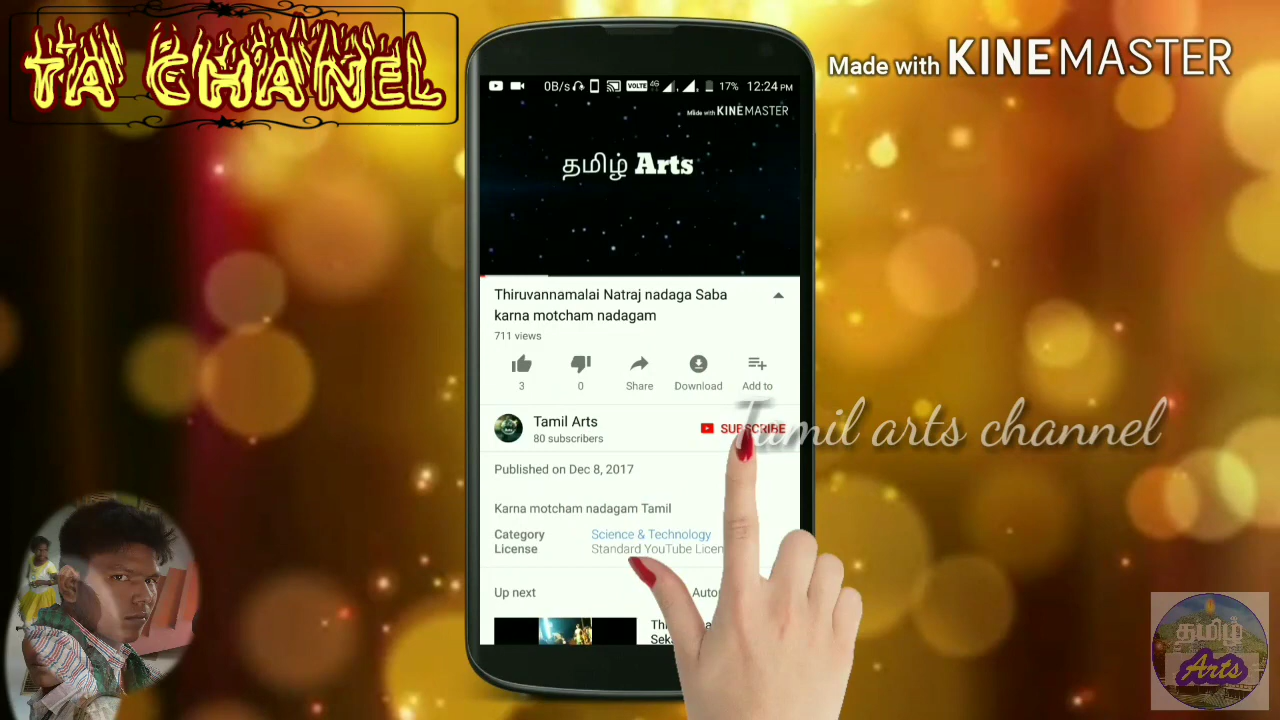 TA CHANEL
Made with KINEMASTER
0B/s VOLTE 4G 17% 12:24 PM
Made with KINEMASTER
தமிழ் Arts
Thiruvannamalai Natraj nadaga Saba
karna motcham nadagam
711 views
3 0 Share Download Add to
Tamil Arts
80 subscribers
SUBSCRIBE
Tamil arts channel
Published on Dec 8, 2017
Karna motcham nadagam Tamil
Category Science & Technology
License Standard YouTube Licen
Up next
தமிழ்
Arts